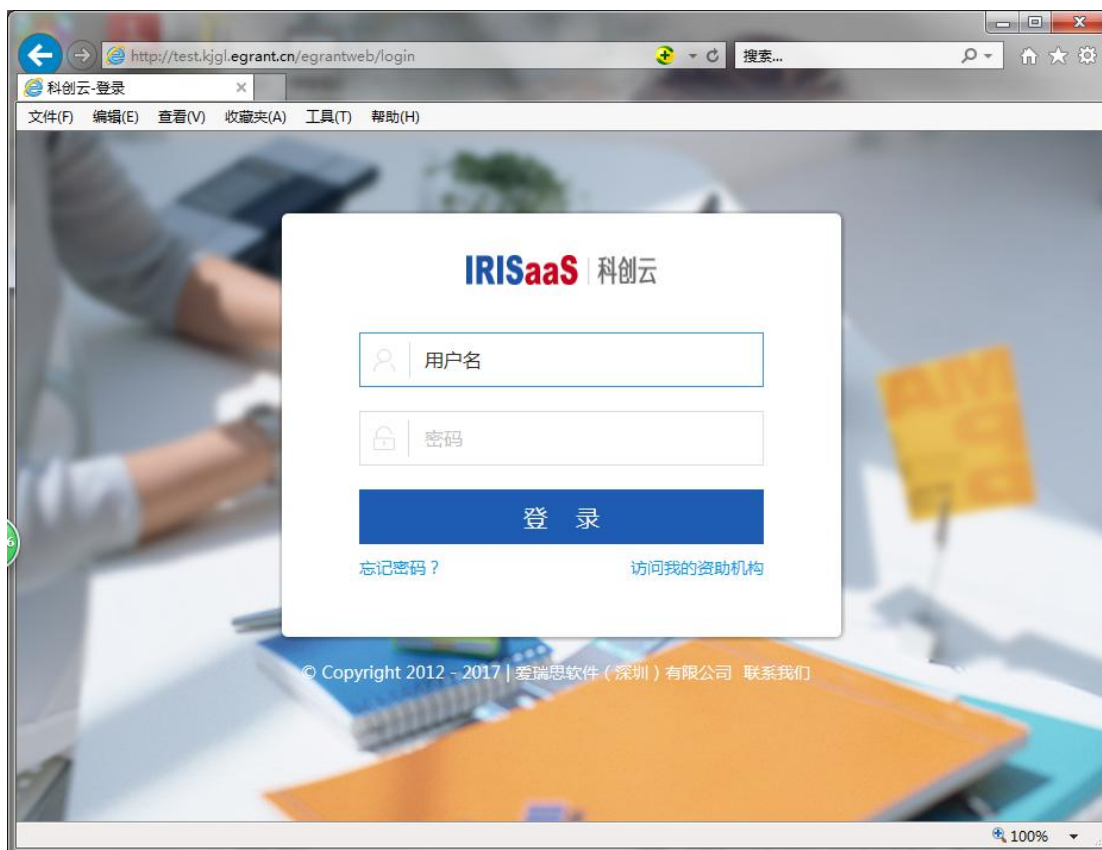 http://test.kjgl.egrant.cn/egrantweb/login
搜索...
科创云-登录
文件(F) 编辑(E) 查看(V) 收藏夹(A) 工具(T) 帮助(H)
IRISaaS 科创云
用户名
密码
登 录
忘记密码？ 访问我的资助机构
© Copyright 2012 - 2017 | 爱瑞思软件（深圳）有限公司 联系我们
100%